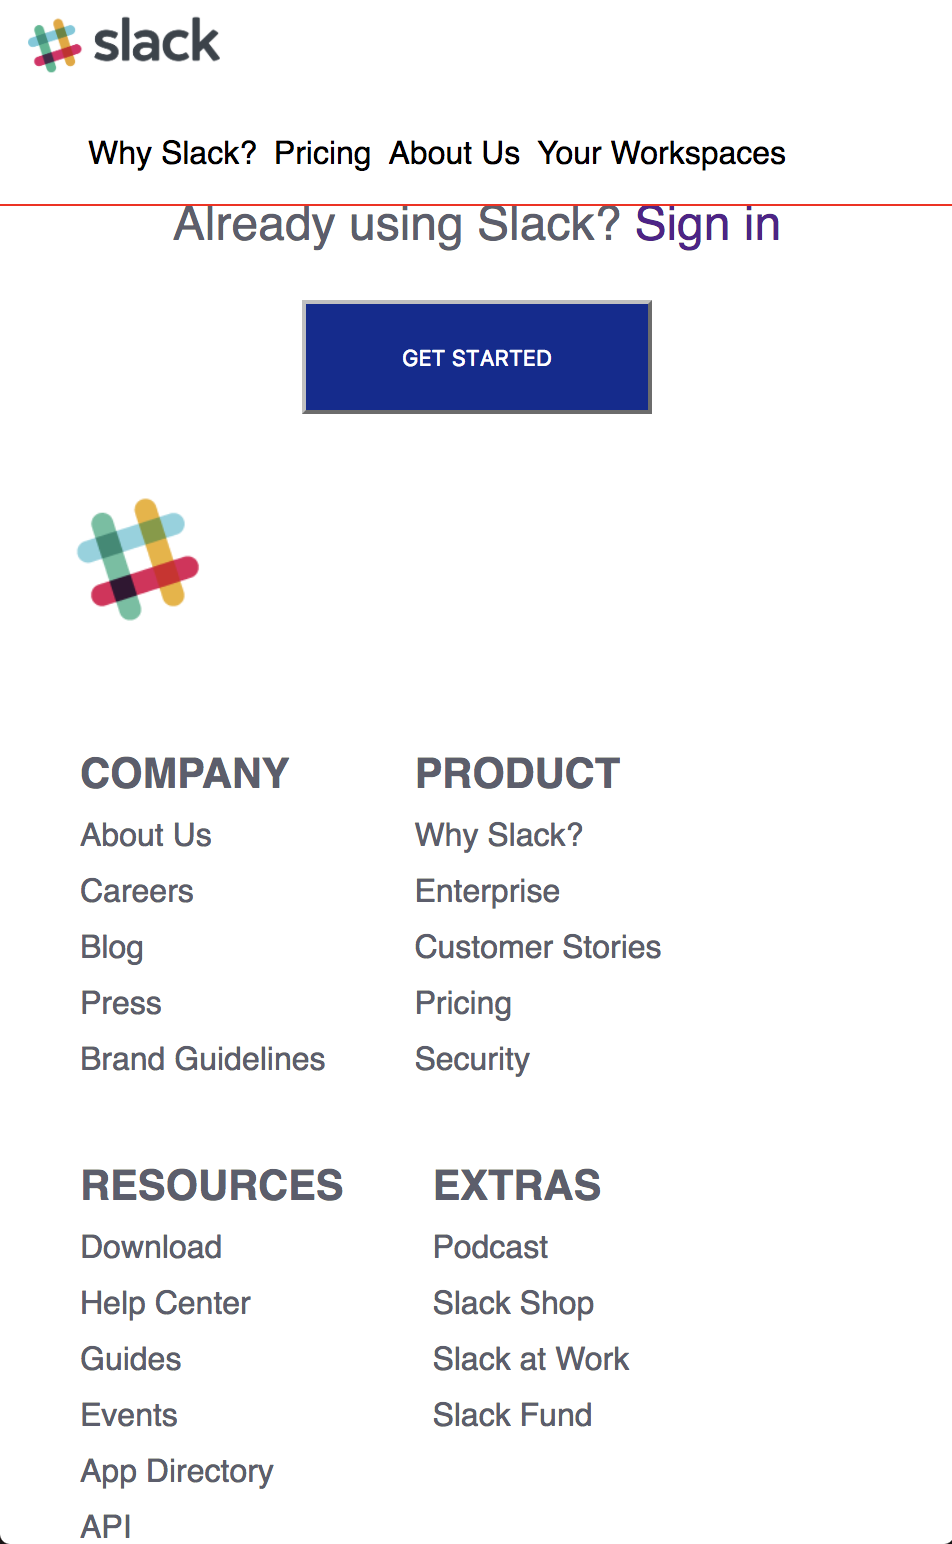 slack
Why Slack? Pricing About Us Your Workspaces
Already using Slack? Sign in
GET STARTED
COMPANY
About Us
Careers
Blog
Press
Brand Guidelines
PRODUCT
Why Slack?
Enterprise
Customer Stories
Pricing
Security
RESOURCES
Download
Help Center
Guides
Events
App Directory
API
EXTRAS
Podcast
Slack Shop
Slack at Work
Slack Fund